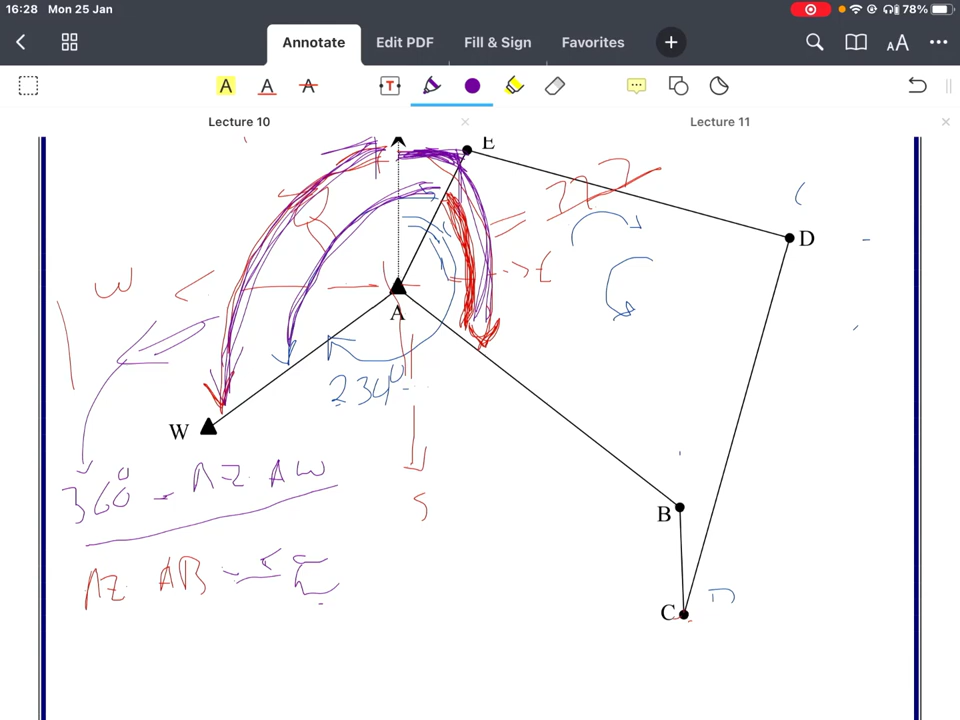 16:28 Mon 25 Jan
78%
Annotate
Edit PDF
Fill & Sign
Favorites
A A A T
Lecture 10
Lecture 11
E
D
W
E
A
234°
W
360° - AZ AW
S
B
AZ AB =
C